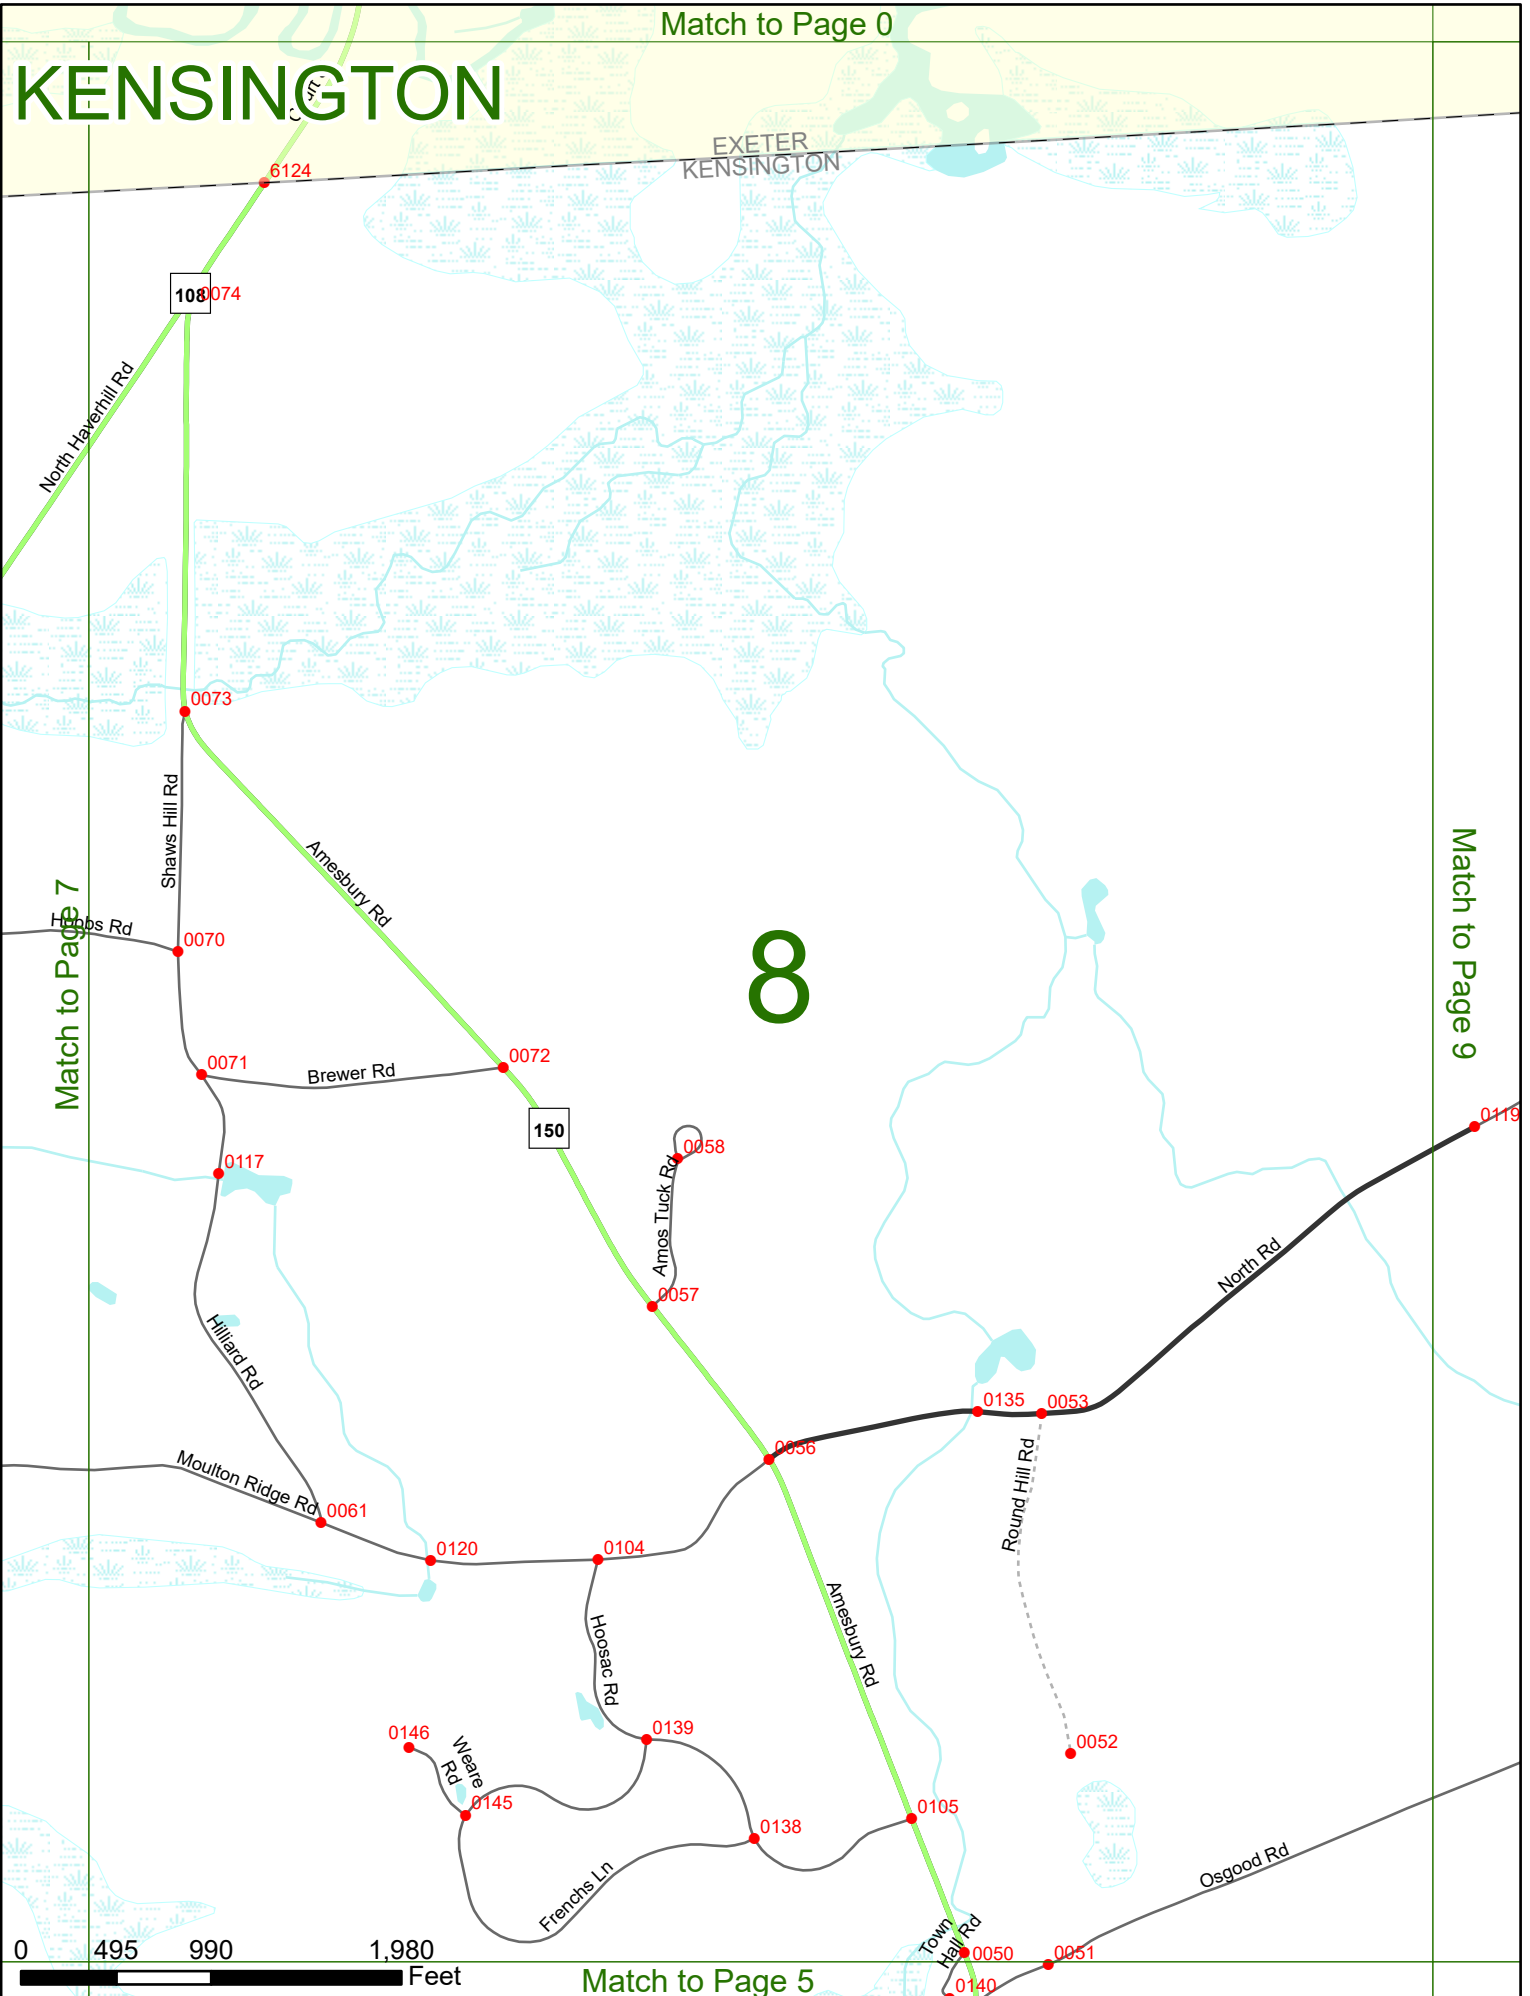 Match to Page 0
KENSINGTON
EXETER
KENSINGTON
6124
108
0074
North Haverhill Rd
0073
Shaws Hill Rd
Amesbury Rd
Match to Page 7
Hobbs Rd
0070
8
Match to Page 9
0071
Brewer Rd
0072
150
0058
0119
0117
Amos Tuck Rd
North Rd
0057
Hilliard Rd
0135
0053
0056
Moulton Ridge Rd
Round Hill Rd
0061
0120
0104
Amesbury Rd
Hoosac Rd
0146
Weare
Rd
0139
0052
0145
0138
0105
Osgood Rd
Frenchs Ln
Town
Hall Rd
0050
0051
0140
0 495 990 1,980
Feet
Match to Page 5